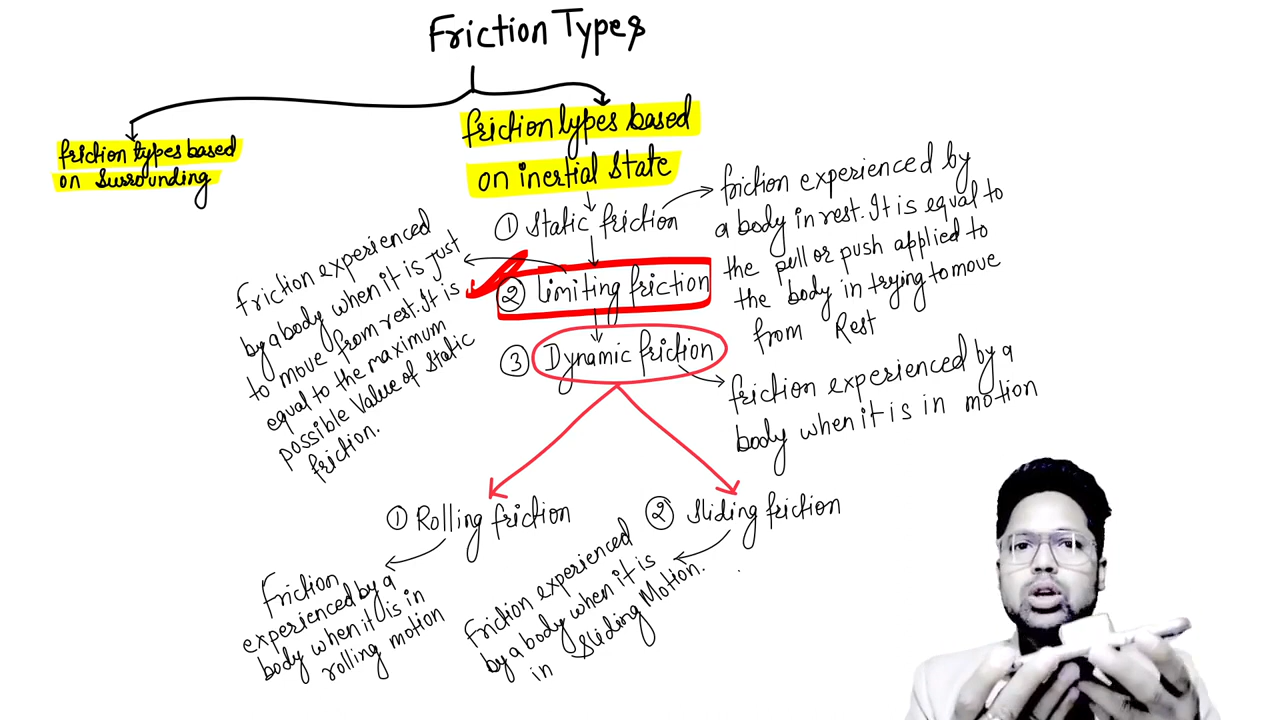 Friction Types
friction types based
on Surrounding
friction types based
on inertial State
① Static friction
friction experienced by
a body in rest. It is equal to
the pull or push applied to
the body in trying to move
from Rest
② limiting friction
Friction experienced
by a body when it is just
to move from rest. It is
equal to the maximum
possible Value of Static
friction.
③ Dynamic friction
friction experienced by a
body when it is in motion
① Rolling friction
Friction
experienced by a
body when it is in
rolling motion
② Sliding friction
Friction experienced
by a body when it is
in Sliding Motion.